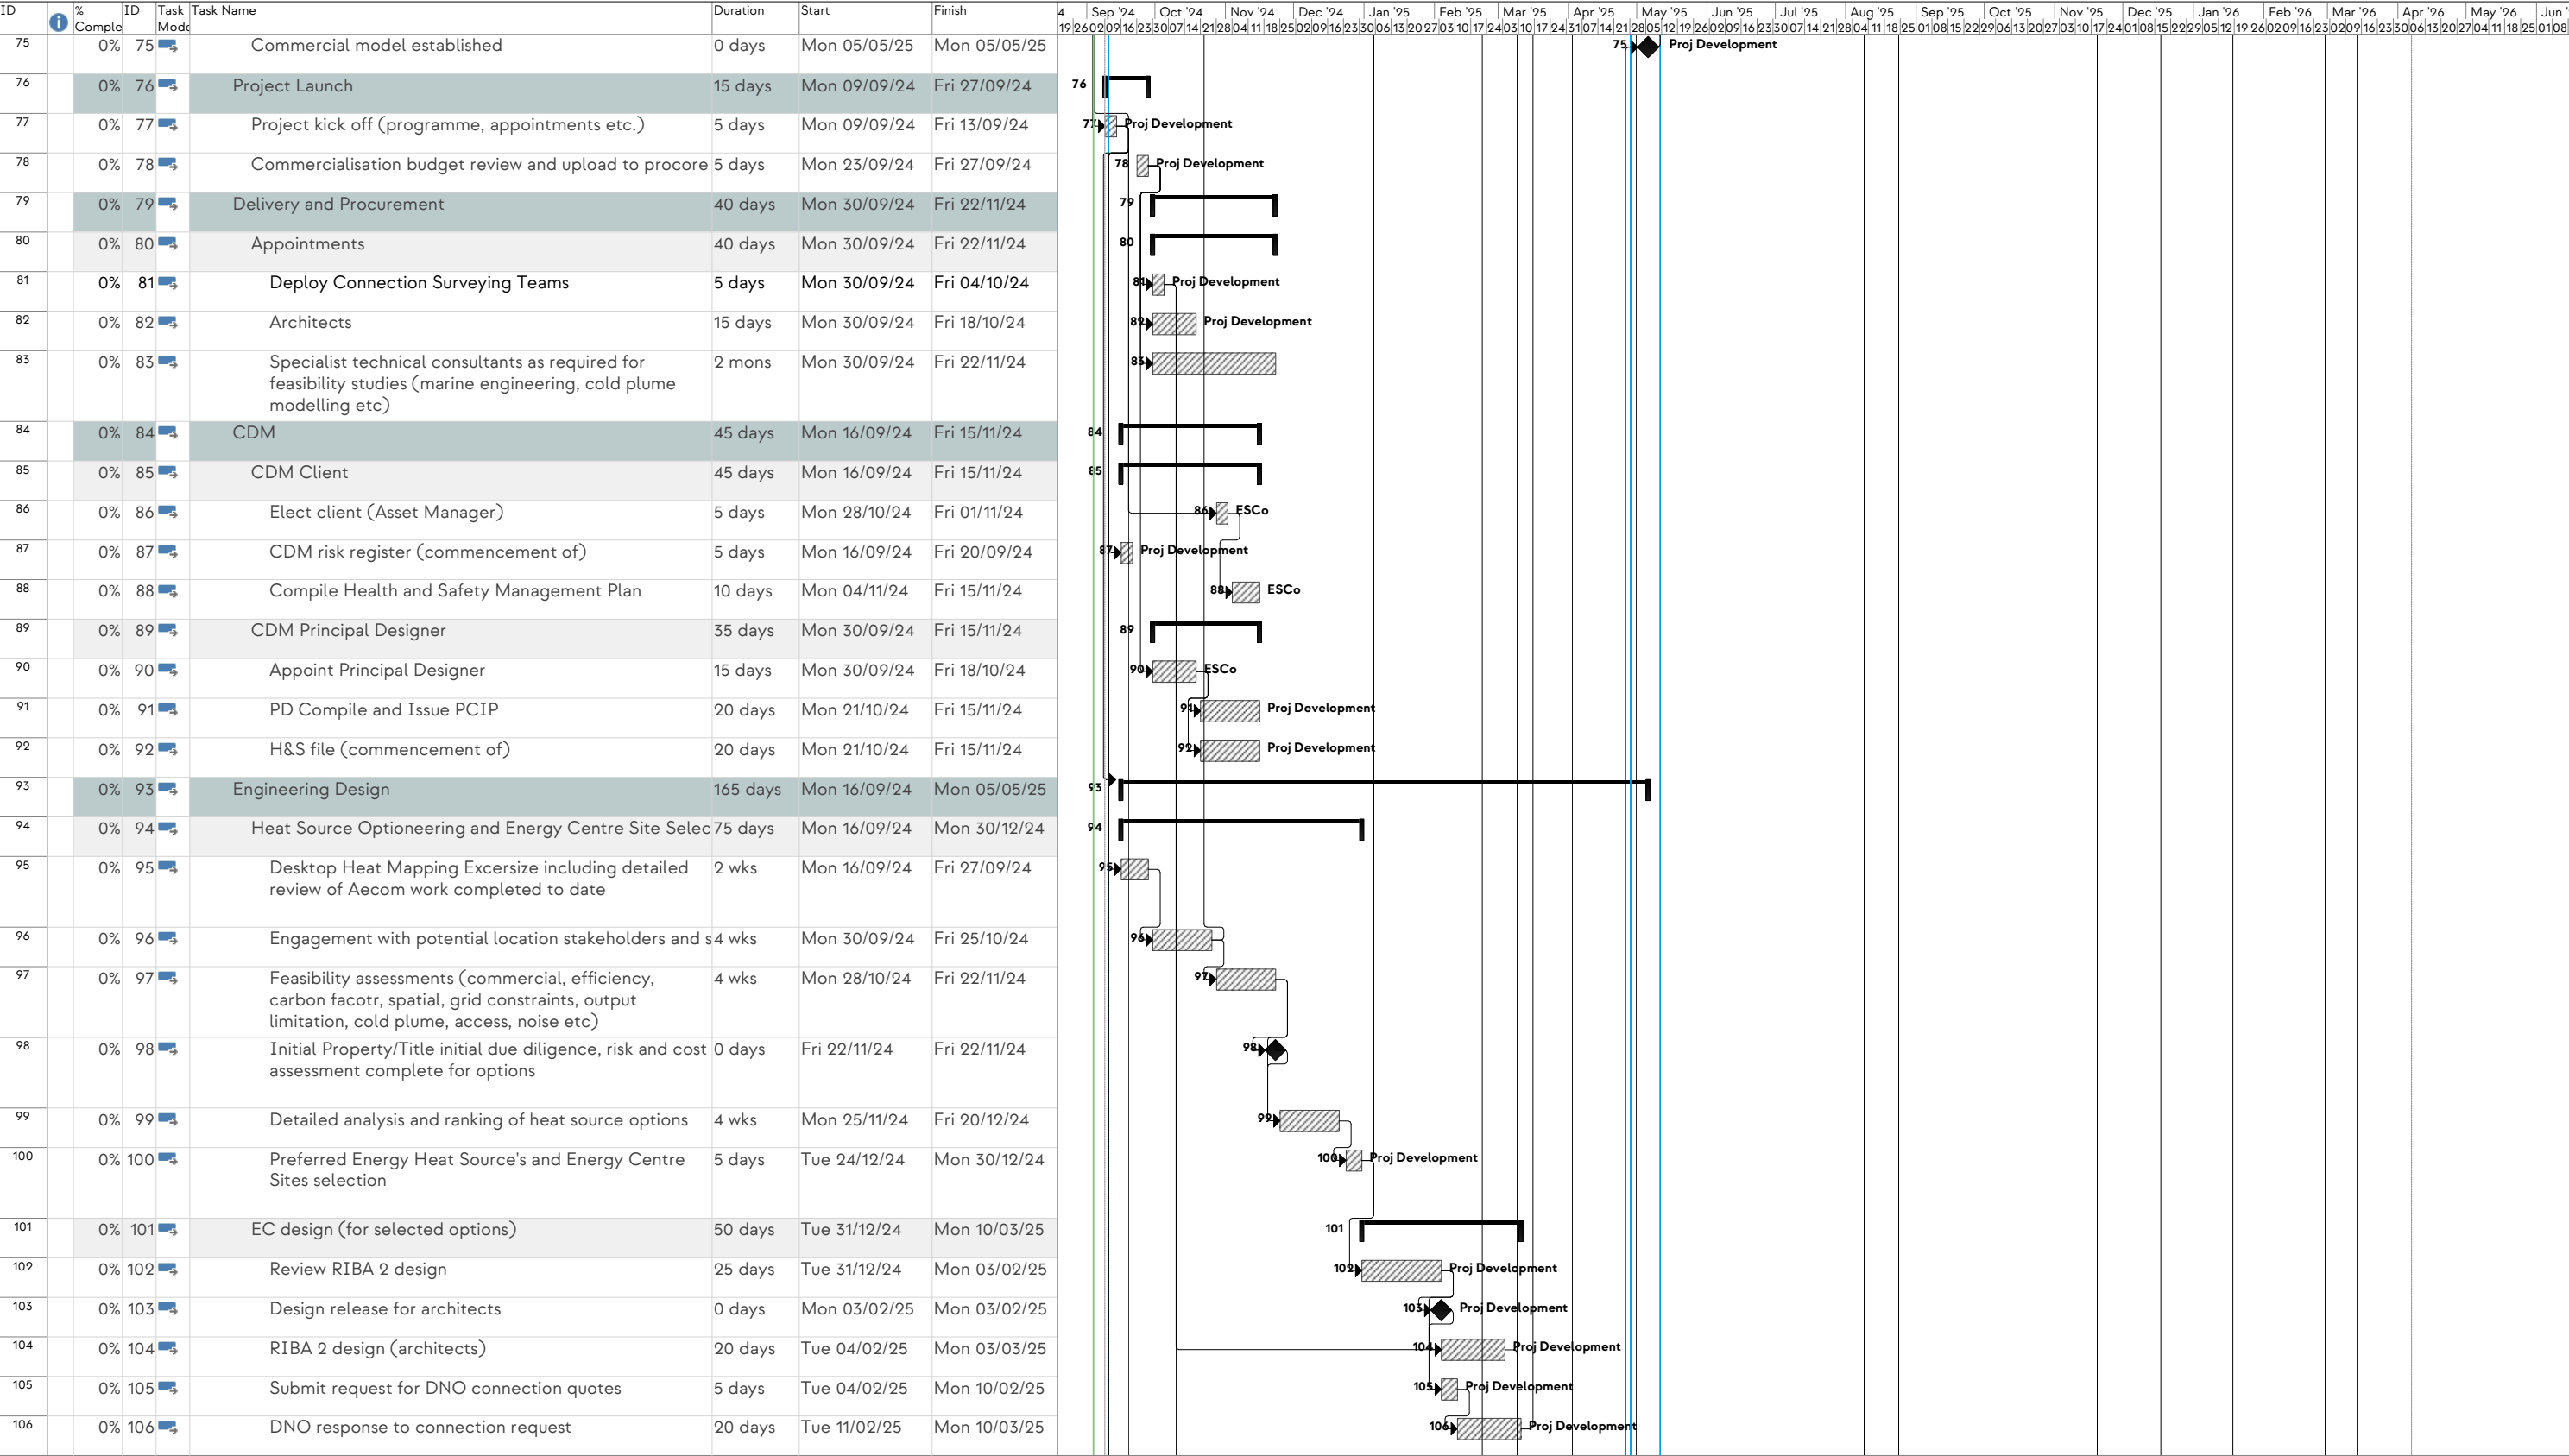 ID % Comple ID Task Mode Task Name Duration Start Finish 4 Sep '24 Oct '24 Nov '24 Dec '24 Jan '25 Feb '25 Mar '25 Apr '25 May '25 Jun '25 Jul '25 Aug '25 Sep '25 Oct '25 Nov '25 Dec '25 Jan '26 Feb '26 Mar '26 Apr '26 May '26 Jun '
75 0% 75 Commercial model established 0 days Mon 05/05/25 Mon 05/05/25 75 Proj Development
76 0% 76 Project Launch 15 days Mon 09/09/24 Fri 27/09/24 76
77 0% 77 Project kick off (programme, appointments etc.) 5 days Mon 09/09/24 Fri 13/09/24 77 Proj Development
78 0% 78 Commercialisation budget review and upload to procore 5 days Mon 23/09/24 Fri 27/09/24 78 Proj Development
79 0% 79 Delivery and Procurement 40 days Mon 30/09/24 Fri 22/11/24 79
80 0% 80 Appointments 40 days Mon 30/09/24 Fri 22/11/24 80
81 0% 81 Deploy Connection Surveying Teams 5 days Mon 30/09/24 Fri 04/10/24 81 Proj Development
82 0% 82 Architects 15 days Mon 30/09/24 Fri 18/10/24 82 Proj Development
83 0% 83 Specialist technical consultants as required for 2 mons Mon 30/09/24 Fri 22/11/24 83
feasibility studies (marine engineering, cold plume
modelling etc)
84 0% 84 CDM 45 days Mon 16/09/24 Fri 15/11/24 84
85 0% 85 CDM Client 45 days Mon 16/09/24 Fri 15/11/24 85
86 0% 86 Elect client (Asset Manager) 5 days Mon 28/10/24 Fri 01/11/24 86 ESCo
87 0% 87 CDM risk register (commencement of) 5 days Mon 16/09/24 Fri 20/09/24 87 Proj Development
88 0% 88 Compile Health and Safety Management Plan 10 days Mon 04/11/24 Fri 15/11/24 88 ESCo
89 0% 89 CDM Principal Designer 35 days Mon 30/09/24 Fri 15/11/24 89
90 0% 90 Appoint Principal Designer 15 days Mon 30/09/24 Fri 18/10/24 90 ESCo
91 0% 91 PD Compile and Issue PCIP 20 days Mon 21/10/24 Fri 15/11/24 91 Proj Development
92 0% 92 H&S file (commencement of) 20 days Mon 21/10/24 Fri 15/11/24 92 Proj Development
93 0% 93 Engineering Design 165 days Mon 16/09/24 Mon 05/05/25 93
94 0% 94 Heat Source Optioneering and Energy Centre Site Selec 75 days Mon 16/09/24 Mon 30/12/24 94
95 0% 95 Desktop Heat Mapping Excersize including detailed 2 wks Mon 16/09/24 Fri 27/09/24 95
review of Aecom work completed to date
96 0% 96 Engagement with potential location stakeholders and s 4 wks Mon 30/09/24 Fri 25/10/24 96
97 0% 97 Feasibility assessments (commercial, efficiency, 4 wks Mon 28/10/24 Fri 22/11/24 97
carbon facotr, spatial, grid constraints, output
limitation, cold plume, access, noise etc)
98 0% 98 Initial Property/Title initial due diligence, risk and cost 0 days Fri 22/11/24 Fri 22/11/24 98
assessment complete for options
99 0% 99 Detailed analysis and ranking of heat source options 4 wks Mon 25/11/24 Fri 20/12/24 99
100 0% 100 Preferred Energy Heat Source's and Energy Centre 5 days Tue 24/12/24 Mon 30/12/24 100 Proj Development
Sites selection
101 0% 101 EC design (for selected options) 50 days Tue 31/12/24 Mon 10/03/25 101
102 0% 102 Review RIBA 2 design 25 days Tue 31/12/24 Mon 03/02/25 102 Proj Development
103 0% 103 Design release for architects 0 days Mon 03/02/25 Mon 03/02/25 103 Proj Development
104 0% 104 RIBA 2 design (architects) 20 days Tue 04/02/25 Mon 03/03/25 104 Proj Development
105 0% 105 Submit request for DNO connection quotes 5 days Tue 04/02/25 Mon 10/02/25 105 Proj Development
106 0% 106 DNO response to connection request 20 days Tue 11/02/25 Mon 10/03/25 106 Proj Development